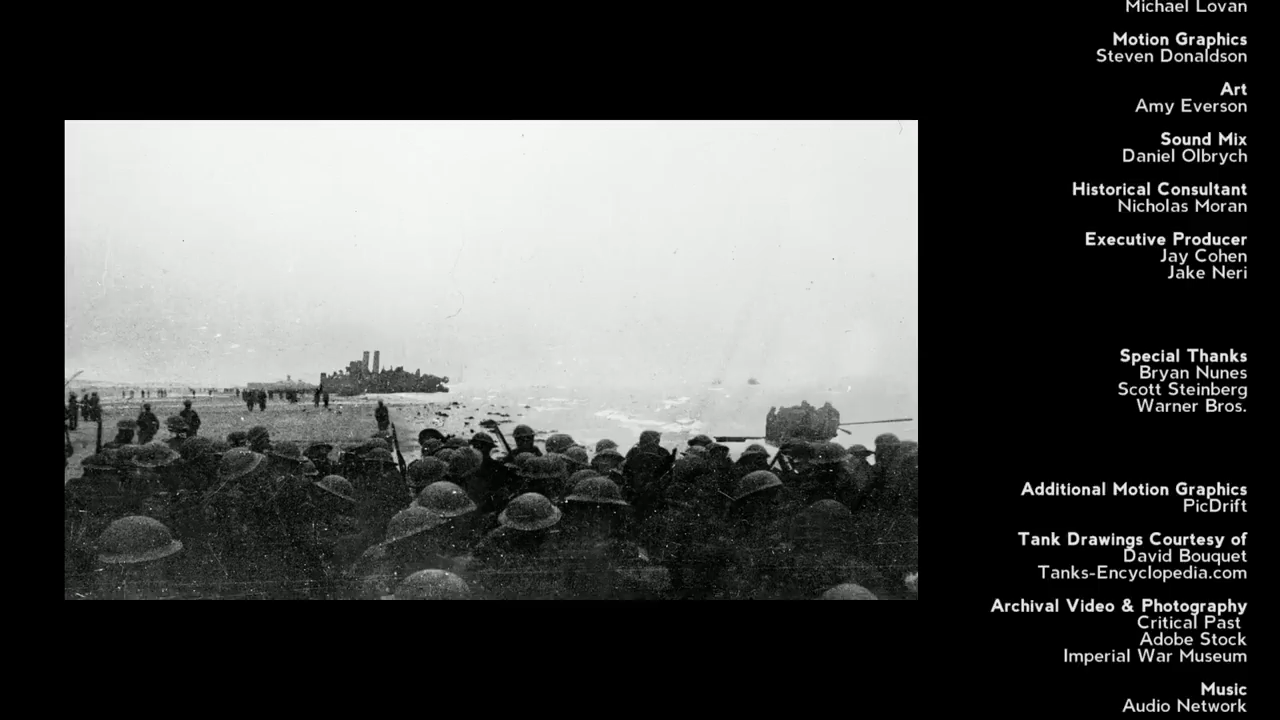 Michael Lovan
Motion Graphics
Steven Donaldson
Art
Amy Everson
Sound Mix
Daniel Olbrych
Historical Consultant
Nicholas Moran
Executive Producer
Jay Cohen
Jake Neri
Special Thanks
Bryan Nunes
Scott Steinberg
Warner Bros.
Additional Motion Graphics
PicDrift
Tank Drawings Courtesy of
David Bouquet
Tanks-Encyclopedia.com
Archival Video & Photography
Critical Past
Adobe Stock
Imperial War Museum
Music
Audio Network